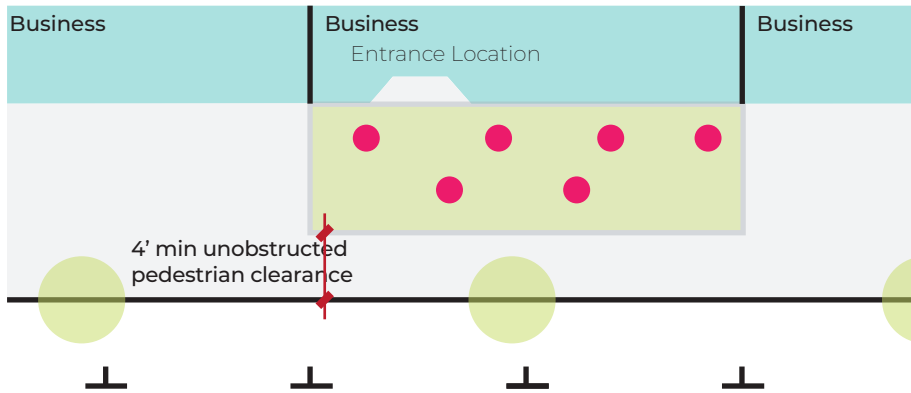 Business
Business
Business
Entrance Location
4’ min unobstructed
pedestrian clearance